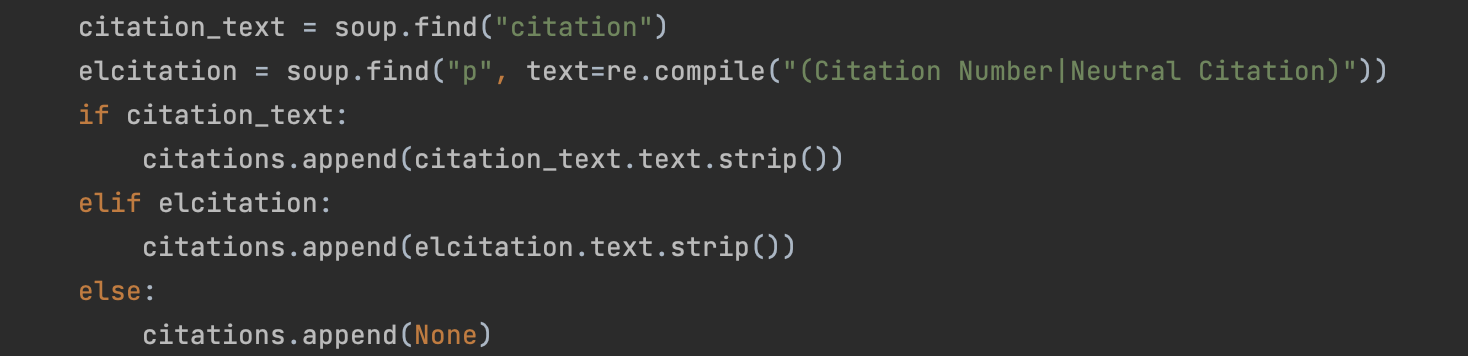 citation_text = soup.find("citation")
elcitation = soup.find("p", text=re.compile("(Citation Number|Neutral Citation)"))
if citation_text:
    citations.append(citation_text.text.strip())
elif elcitation:
    citations.append(elcitation.text.strip())
else:
    citations.append(None)